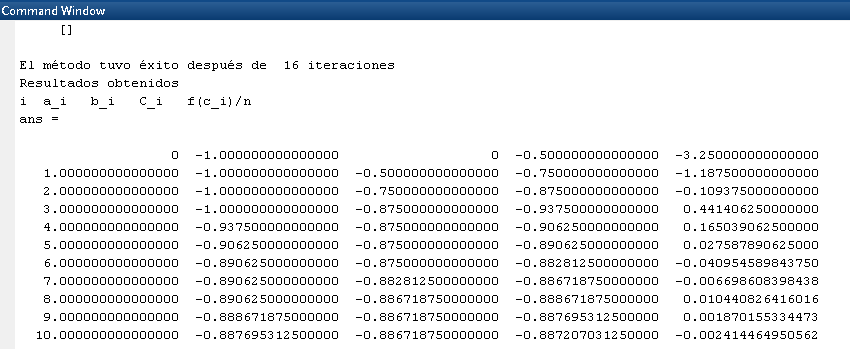 Command Window
[]
El método tuvo éxito después de  16 iteraciones
Resultados obtenidos
i  a_i   b_i   C_i   f(c_i)/n
ans =
0  -1.000000000000000  0  -0.500000000000000  -3.250000000000000
1.000000000000000  -1.000000000000000  -0.500000000000000  -0.750000000000000  -1.187500000000000
2.000000000000000  -1.000000000000000  -0.750000000000000  -0.875000000000000  -0.109375000000000
3.000000000000000  -1.000000000000000  -0.875000000000000  -0.937500000000000  0.441406250000000
4.000000000000000  -0.937500000000000  -0.875000000000000  -0.906250000000000  0.165039062500000
5.000000000000000  -0.906250000000000  -0.875000000000000  -0.890625000000000  0.027587890625000
6.000000000000000  -0.890625000000000  -0.875000000000000  -0.882812500000000  -0.040954589843750
7.000000000000000  -0.890625000000000  -0.882812500000000  -0.886718750000000  -0.006698608398438
8.000000000000000  -0.890625000000000  -0.886718750000000  -0.888671875000000  0.010440826416016
9.000000000000000  -0.888671875000000  -0.886718750000000  -0.887695312500000  0.001870155334473
10.000000000000000  -0.887695312500000  -0.886718750000000  -0.887207031250000  -0.002414464950562